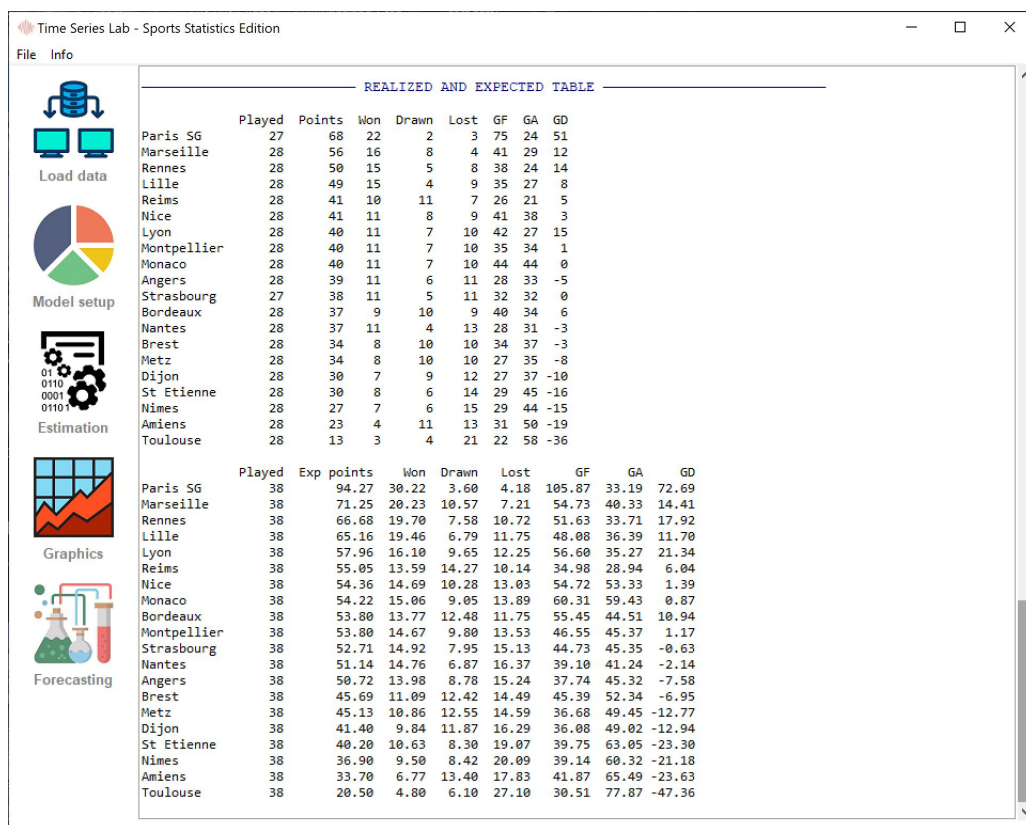 Time Series Lab - Sports Statistics Edition
File Info
Load data
Model setup
01
0110
0001
01101
Estimation
Graphics
Forecasting
REALIZED AND EXPECTED TABLE
Played Points Won Drawn Lost GF GA GD
Paris SG 27 68 22 2 3 75 24 51
Marseille 28 56 16 8 4 41 29 12
Rennes 28 50 15 5 8 38 24 14
Lille 28 49 15 4 9 35 27 8
Reims 28 41 10 11 7 26 21 5
Nice 28 41 11 8 9 41 38 3
Lyon 28 40 11 7 10 42 27 15
Montpellier 28 40 11 7 10 35 34 1
Monaco 28 40 11 7 10 44 44 0
Angers 28 39 11 6 11 28 33 -5
Strasbourg 27 38 11 5 11 32 32 0
Bordeaux 28 37 9 10 9 40 34 6
Nantes 28 37 11 4 13 28 31 -3
Brest 28 34 8 10 10 34 37 -3
Metz 28 34 8 10 10 27 35 -8
Dijon 28 30 7 9 12 27 37 -10
St Etienne 28 30 8 6 14 29 45 -16
Nimes 28 27 7 6 15 29 44 -15
Amiens 28 23 4 11 13 31 50 -19
Toulouse 28 13 3 4 21 22 58 -36
Played Exp points Won Drawn Lost GF GA GD
Paris SG 38 94.27 30.22 3.60 4.18 105.87 33.19 72.69
Marseille 38 71.25 20.23 10.57 7.21 54.73 40.33 14.41
Rennes 38 66.68 19.70 7.58 10.72 51.63 33.71 17.92
Lille 38 65.16 19.46 6.79 11.75 48.08 36.39 11.70
Lyon 38 57.96 16.10 9.65 12.25 56.60 35.27 21.34
Reims 38 55.05 13.59 14.27 10.14 34.98 28.94 6.04
Nice 38 54.36 14.69 10.28 13.03 54.72 53.33 1.39
Monaco 38 54.22 15.06 9.05 13.89 60.31 59.43 0.87
Bordeaux 38 53.80 13.77 12.48 11.75 55.45 44.51 10.94
Montpellier 38 53.80 14.67 9.80 13.53 46.55 45.37 1.17
Strasbourg 38 52.71 14.92 7.95 15.13 44.73 45.35 -0.63
Nantes 38 51.14 14.76 6.87 16.37 39.10 41.24 -2.14
Angers 38 50.72 13.98 8.78 15.24 37.74 45.32 -7.58
Brest 38 45.69 11.09 12.42 14.49 45.39 52.34 -6.95
Metz 38 45.13 10.86 12.55 14.59 36.68 49.45 -12.77
Dijon 38 41.40 9.84 11.87 16.29 36.08 49.02 -12.94
St Etienne 38 40.20 10.63 8.30 19.07 39.75 63.05 -23.30
Nimes 38 36.90 9.50 8.42 20.09 39.14 60.32 -21.18
Amiens 38 33.70 6.77 13.40 17.83 41.87 65.49 -23.63
Toulouse 38 20.50 4.80 6.10 27.10 30.51 77.87 -47.36